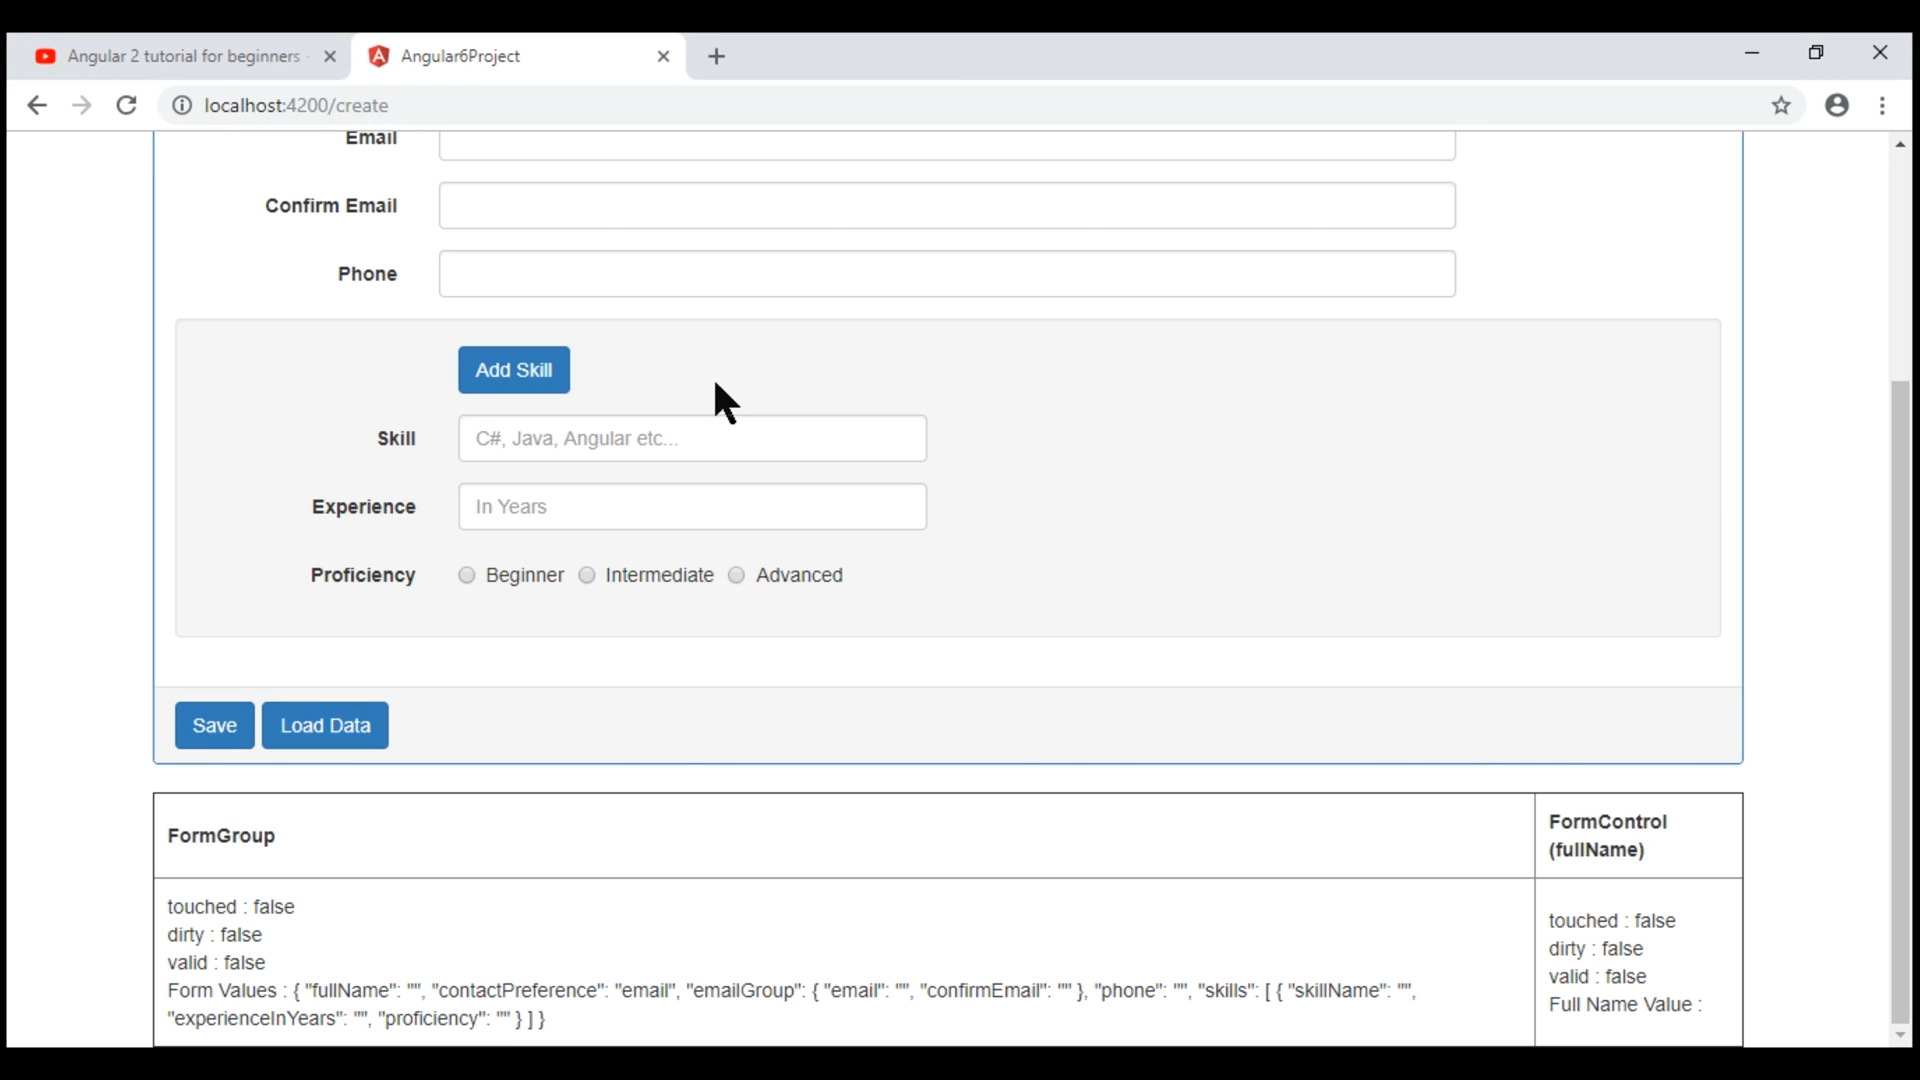 Angular 2 tutorial for beginners
Angular6Project
localhost:4200/create
Email
Confirm Email
Phone
Add Skill
Skill
C#, Java, Angular etc...
Experience
In Years
Proficiency
Beginner
Intermediate
Advanced
Save
Load Data
FormGroup
FormControl
(fullName)
touched : false
dirty : false
valid : false
Form Values : { "fullName": "", "contactPreference": "email", "emailGroup": { "email": "", "confirmEmail": "" }, "phone": "", "skills": [ { "skillName": "",
"experienceInYears": "", "proficiency": "" } ] }
touched : false
dirty : false
valid : false
Full Name Value :